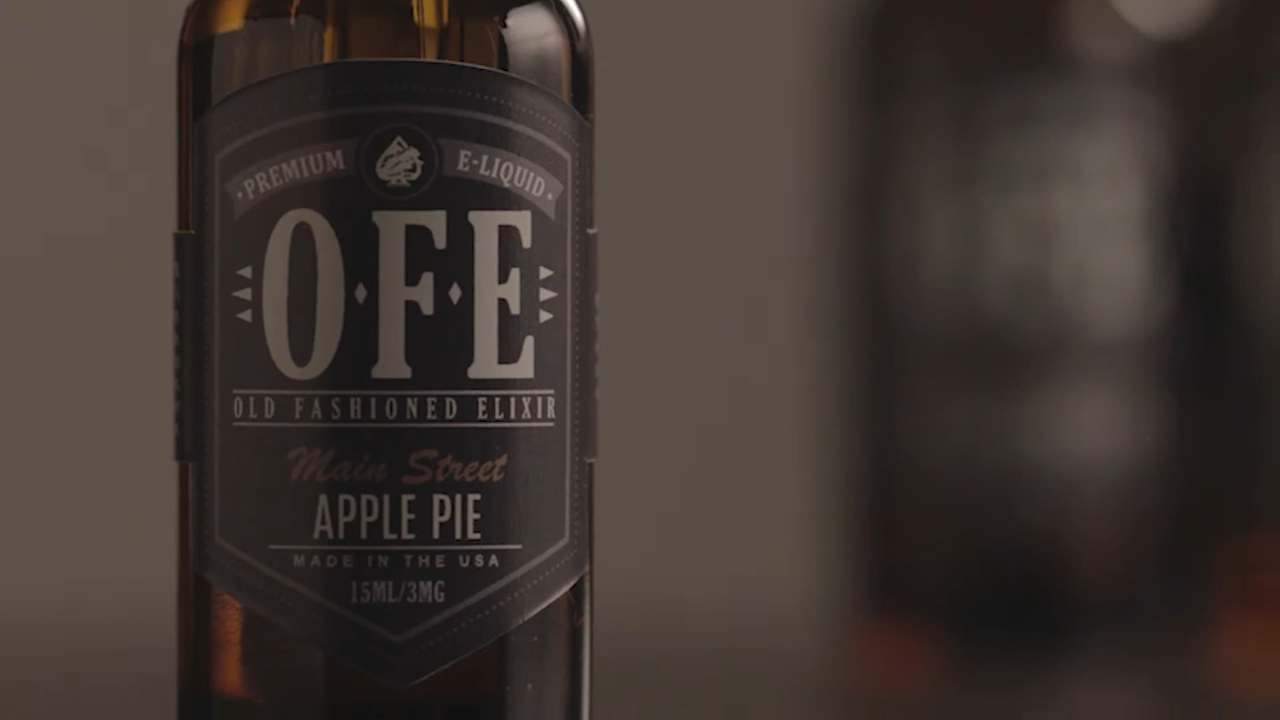 PREMIUM E-LIQUID
O·F·E
OLD FASHIONED ELIXIR
Main Street
APPLE PIE
MADE IN THE USA
15ML/3MG